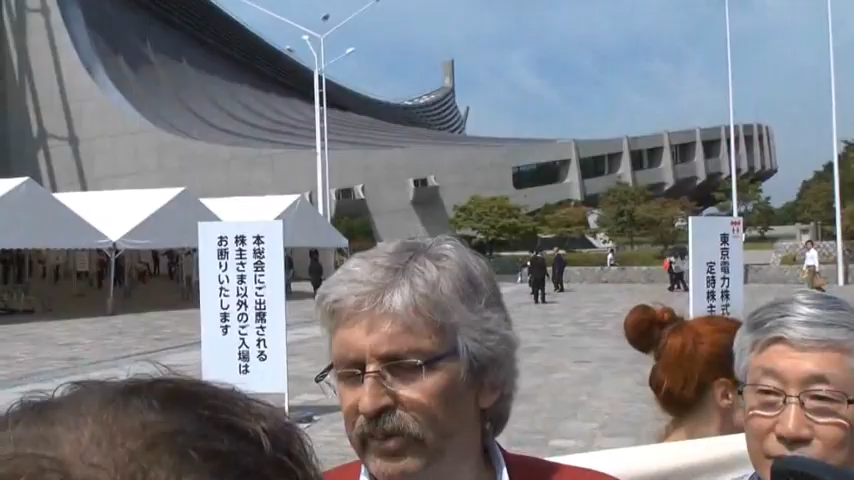 本総会にご出席される
株主さま以外のご入場は
お断りいたします
東京電力株式
定時株主